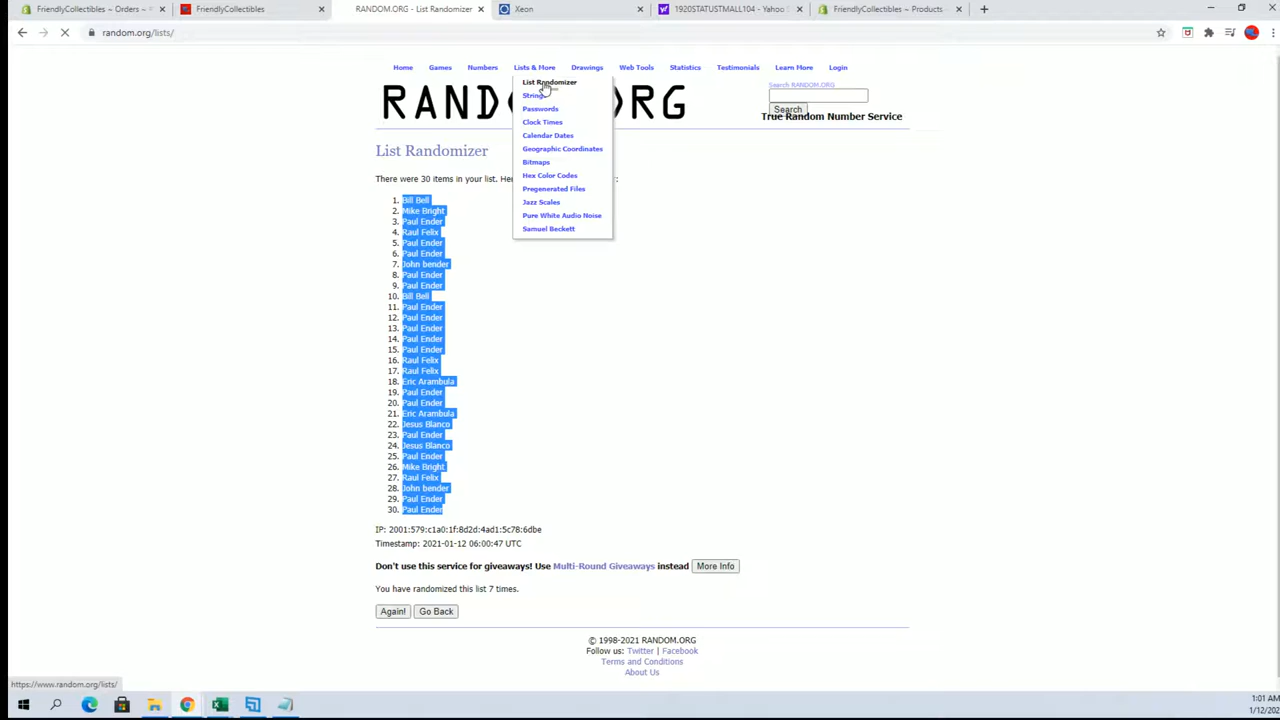 FriendlyCollectibles ~ Orders ~
FriendlyCollectibles
RANDOM.ORG - List Randomizer
Xeon
1920STATUSTMALL104 - Yahoo
FriendlyCollectibles ~ Products ~
random.org/lists/
Home Games Numbers Lists & More Drawings Web Tools Statistics Testimonials Learn More Login
List Randomizer
Strings
Passwords
Clock Times
Calendar Dates
Geographic Coordinates
Bitmaps
Hex Color Codes
Pregenerated Files
Jazz Scales
Pure White Audio Noise
Samuel Beckett
Search RANDOM.ORG
Search
True Random Number Service
List Randomizer
There were 30 items in your list. He
1. Bill Bell
2. Mike Bright
3. Paul Ender
4. Raul Felix
5. Paul Ender
6. Paul Ender
7. John bender
8. Paul Ender
9. Paul Ender
10. Bill Bell
11. Paul Ender
12. Paul Ender
13. Paul Ender
14. Paul Ender
15. Paul Ender
16. Raul Felix
17. Raul Felix
18. Eric Arambula
19. Paul Ender
20. Paul Ender
21. Eric Arambula
22. Jesus Blanco
23. Paul Ender
24. Jesus Blanco
25. Paul Ender
26. Mike Bright
27. Raul Felix
28. John bender
29. Paul Ender
30. Paul Ender
IP: 2001:579:c1a0:1f:8d2d:4ad1:5c78:6dbe
Timestamp: 2021-01-12 06:00:47 UTC
Don't use this service for giveaways! Use Multi-Round Giveaways instead More Info
You have randomized this list 7 times.
Again! Go Back
© 1998-2021 RANDOM.ORG
Follow us: Twitter | Facebook
Terms and Conditions
About Us
https://www.random.org/lists/
1:01 AM
1/12/202